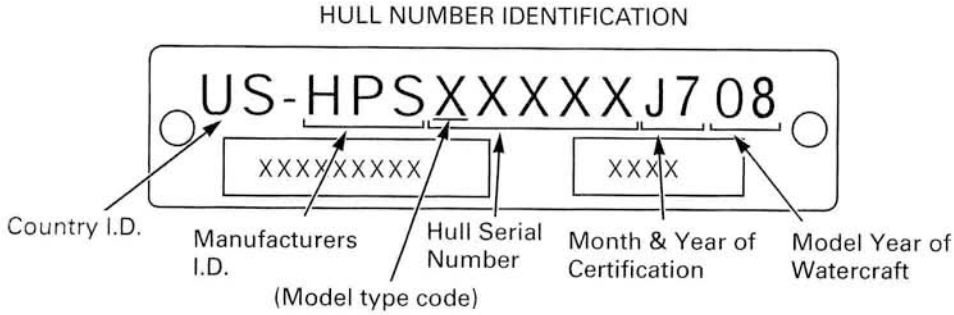 HULL NUMBER IDENTIFICATION
US-HPSXXXXXJ708
XXXXXXXXX
XXXX
Country I.D.
Manufacturers
I.D.
(Model type code)
Hull Serial
Number
Month & Year of
Certification
Model Year of
Watercraft